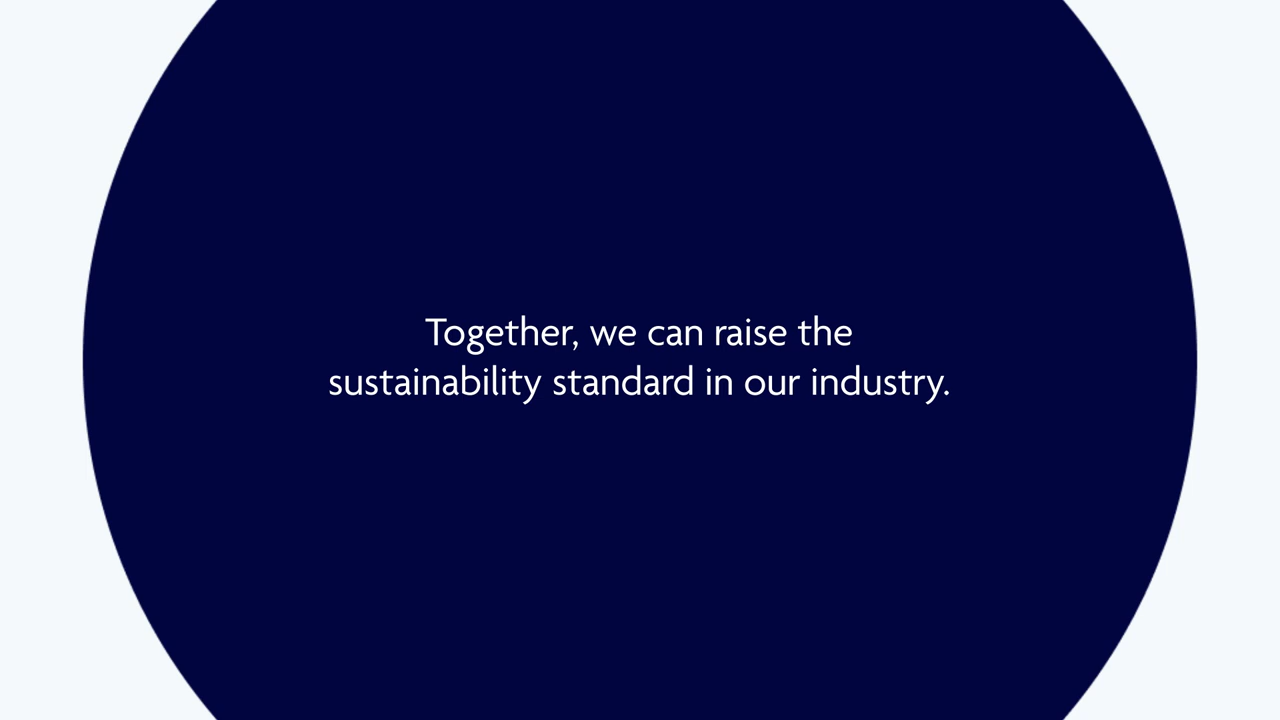 Together, we can raise the
sustainability standard in our industry.